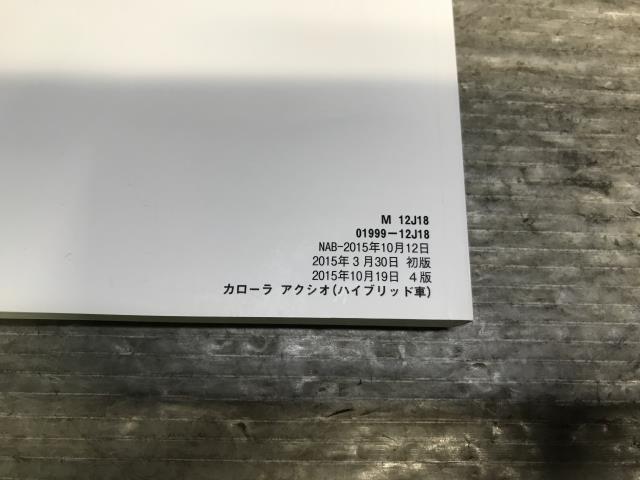 M 12J18
01999-12J18
NAB-2015年10月12日
2015年3月30日 初版
2015年10月19日 4版
カローラ アクシオ(ハイブリッド車)